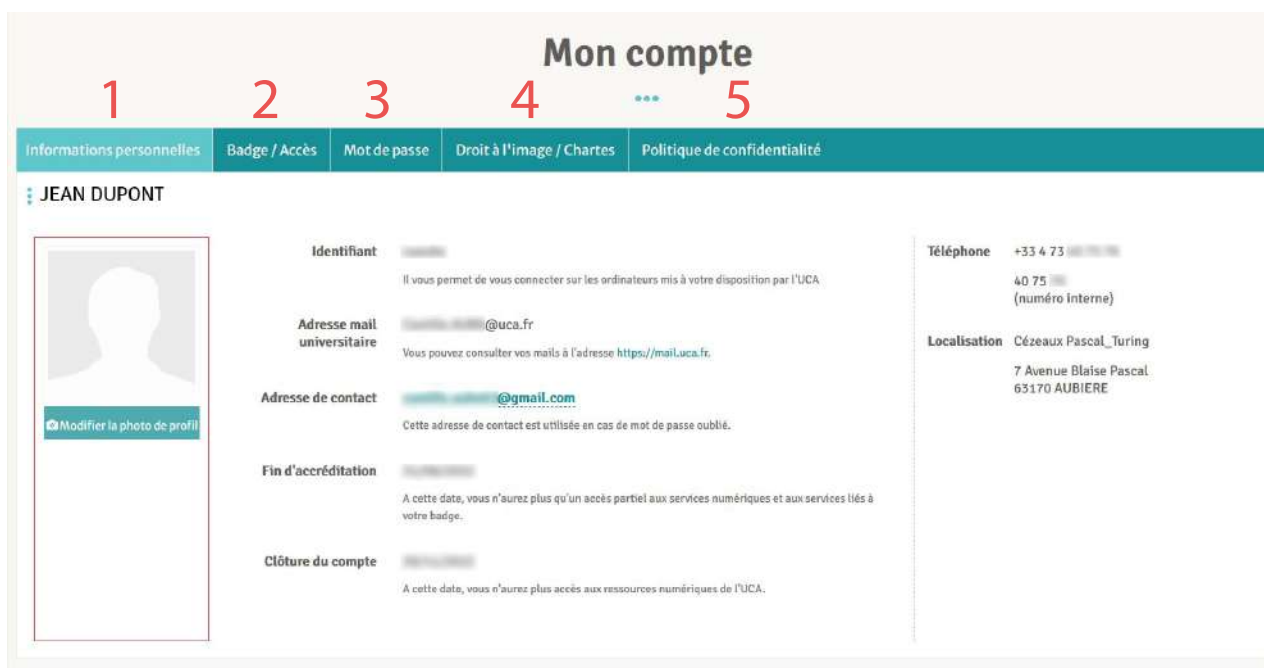 Mon compte
1 2 3 4 5
Informations personnelles Badge / Accès Mot de passe Droit à l'image / Chartes Politique de confidentialité
JEAN DUPONT
Modifier la photo de profil
Identifiant
Il vous permet de vous connecter sur les ordinateurs mis à votre disposition par l'UCA
Adresse mail
universitaire
@uca.fr
Vous pouvez consulter vos mails à l'adresse https://mail.uca.fr.
Adresse de contact
@gmail.com
Cette adresse de contact est utilisée en cas de mot de passe oublié.
Fin d'accréditation
A cette date, vous n'aurez plus qu'un accès partiel aux services numériques et aux services liés à
votre badge.
Clôture du compte
A cette date, vous n'aurez plus accès aux ressources numériques de l'UCA.
Téléphone +33 4 73
40 75
(numéro interne)
Localisation Cézeaux Pascal_Turing
7 Avenue Blaise Pascal
63170 AUBIERE